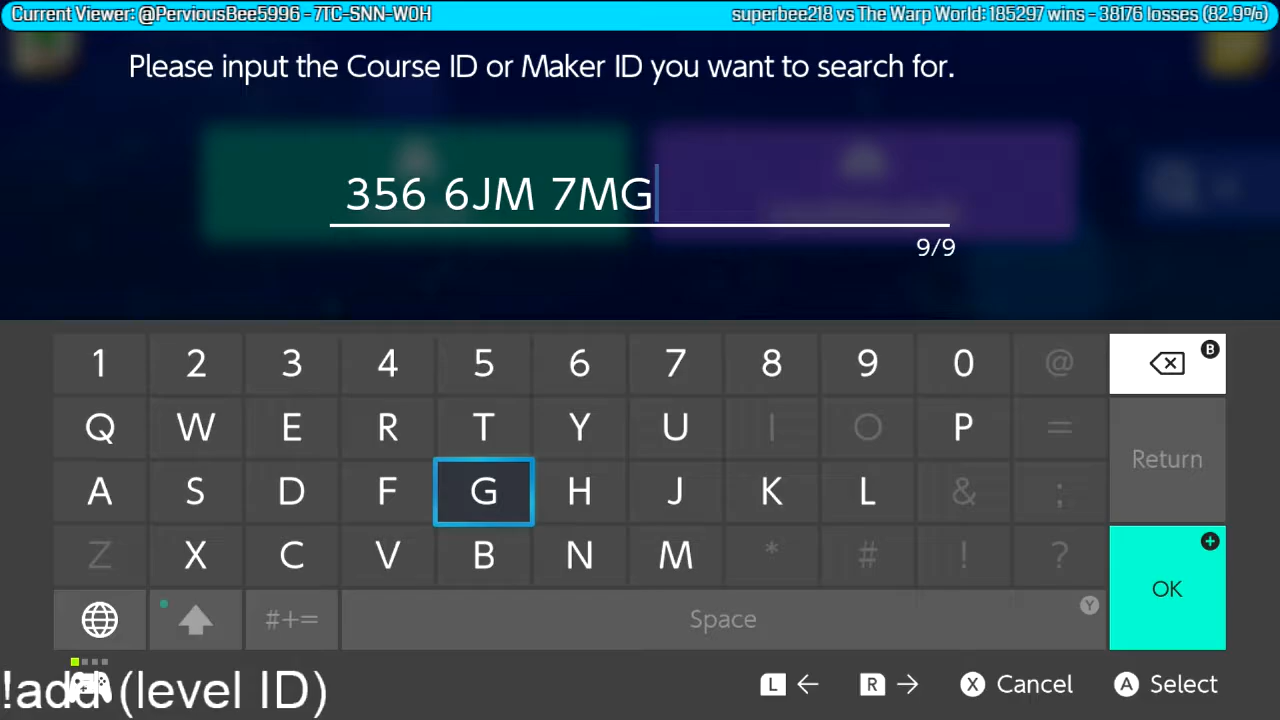 Current Viewer: @PerviousBee5996 - 7TC-SNN-W0H
superbee218 vs The Warp World: 185297 wins - 38176 losses (82.9%)
Please input the Course ID or Maker ID you want to search for.
356 6JM 7MG
9/9
1 2 3 4 5 6 7 8 9 0 @ B
Q W E R T Y U I O P =
Return
A S D F G H J K L & ;
Z X C V B N M * # ! ?
OK
#+= Space Y
!add (level ID)
L ← R → X Cancel A Select